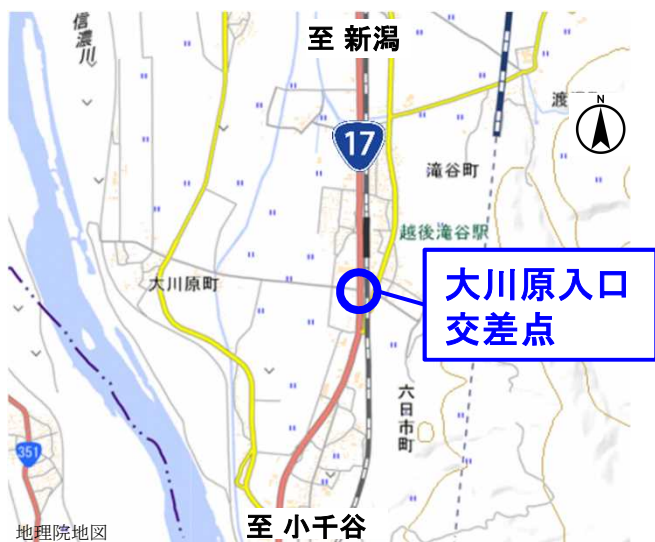 至 新潟
信濃川
渡
N
17
滝谷町
越後滝谷駅
大川原町
大川原入口
交差点
六日市町
351
地理院地図
至 小千谷